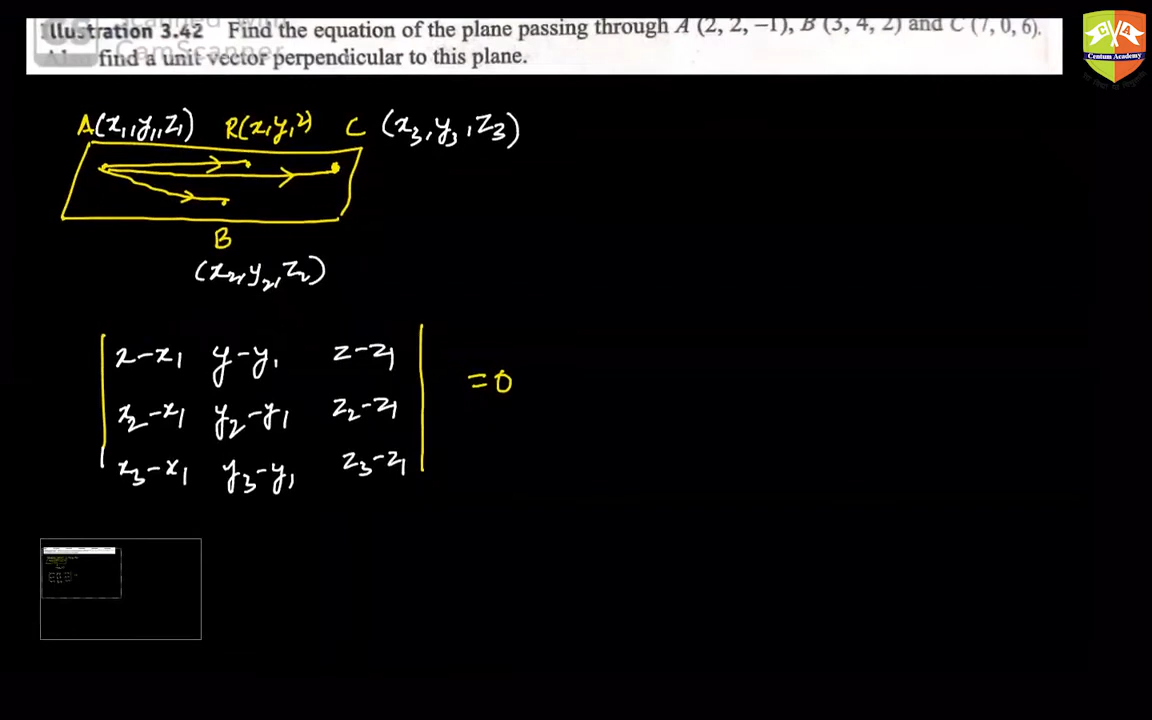 Illustration 3.42 Find the equation of the plane passing through A (2, 2, −1), B (3, 4, 2) and C (7, 0, 6).
find a unit vector perpendicular to this plane.
CamScanner
Centum Academy
A(x₁,y₁,z₁) R(x,y,z) C (x₃,y₃,z₃)
B
(x₂,y₂,z₂)
x−x₁ y−y₁ z−z₁
x₂−x₁ y₂−y₁ z₂−z₁ =0
x₃−x₁ y₃−y₁ z₃−z₁